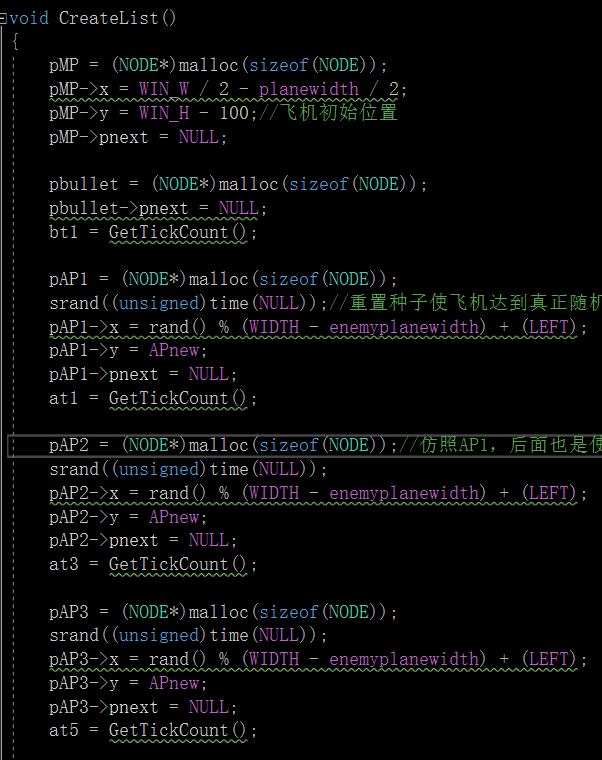 void CreateList()
{
pMP = (NODE*)malloc(sizeof(NODE));
pMP->x = WIN_W / 2 - planewidth / 2;
pMP->y = WIN_H - 100;//飞机初始位置
pMP->pnext = NULL;
pbullet = (NODE*)malloc(sizeof(NODE));
pbullet->pnext = NULL;
bt1 = GetTickCount();
pAP1 = (NODE*)malloc(sizeof(NODE));
srand((unsigned)time(NULL));//重置种子使飞机达到真正随机
pAP1->x = rand() % (WIDTH - enemyplanewidth) + (LEFT);
pAP1->y = APnew;
pAP1->pnext = NULL;
at1 = GetTickCount();
pAP2 = (NODE*)malloc(sizeof(NODE));//仿照AP1，后面也是使
srand((unsigned)time(NULL));
pAP2->x = rand() % (WIDTH - enemyplanewidth) + (LEFT);
pAP2->y = APnew;
pAP2->pnext = NULL;
at3 = GetTickCount();
pAP3 = (NODE*)malloc(sizeof(NODE));
srand((unsigned)time(NULL));
pAP3->x = rand() % (WIDTH - enemyplanewidth) + (LEFT);
pAP3->y = APnew;
pAP3->pnext = NULL;
at5 = GetTickCount();